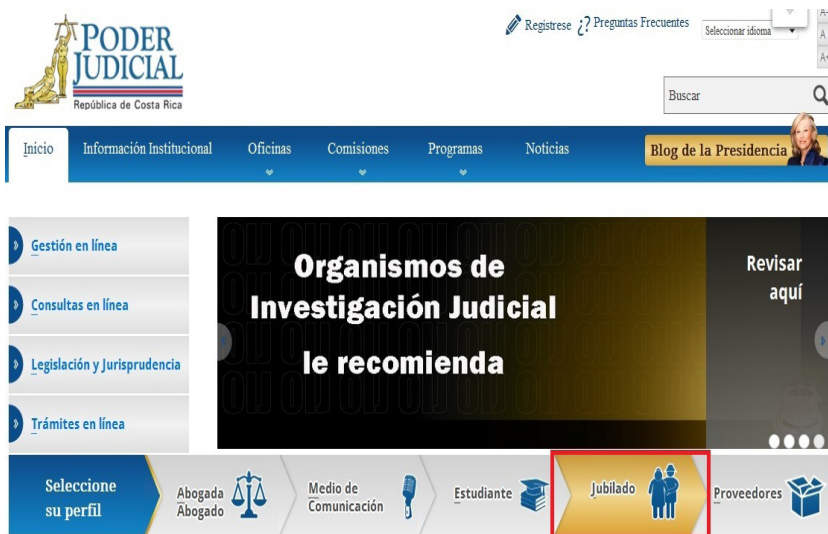 PODER
JUDICIAL
República de Costa Rica
Registrese ¿? Preguntas Frecuentes
Seleccionar idioma
A-
A
A+
Buscar
Inicio Información Institucional Oficinas Comisiones Programas Noticias
Blog de la Presidencia
Gestión en línea
Consultas en línea
Legislación y Jurisprudencia
Trámites en línea
Organismos de
Investigación Judicial
le recomienda
Revisar
aquí
Seleccione
su perfil
Abogada
Abogado
Medio de
Comunicación
Estudiante
Jubilado
Proveedores